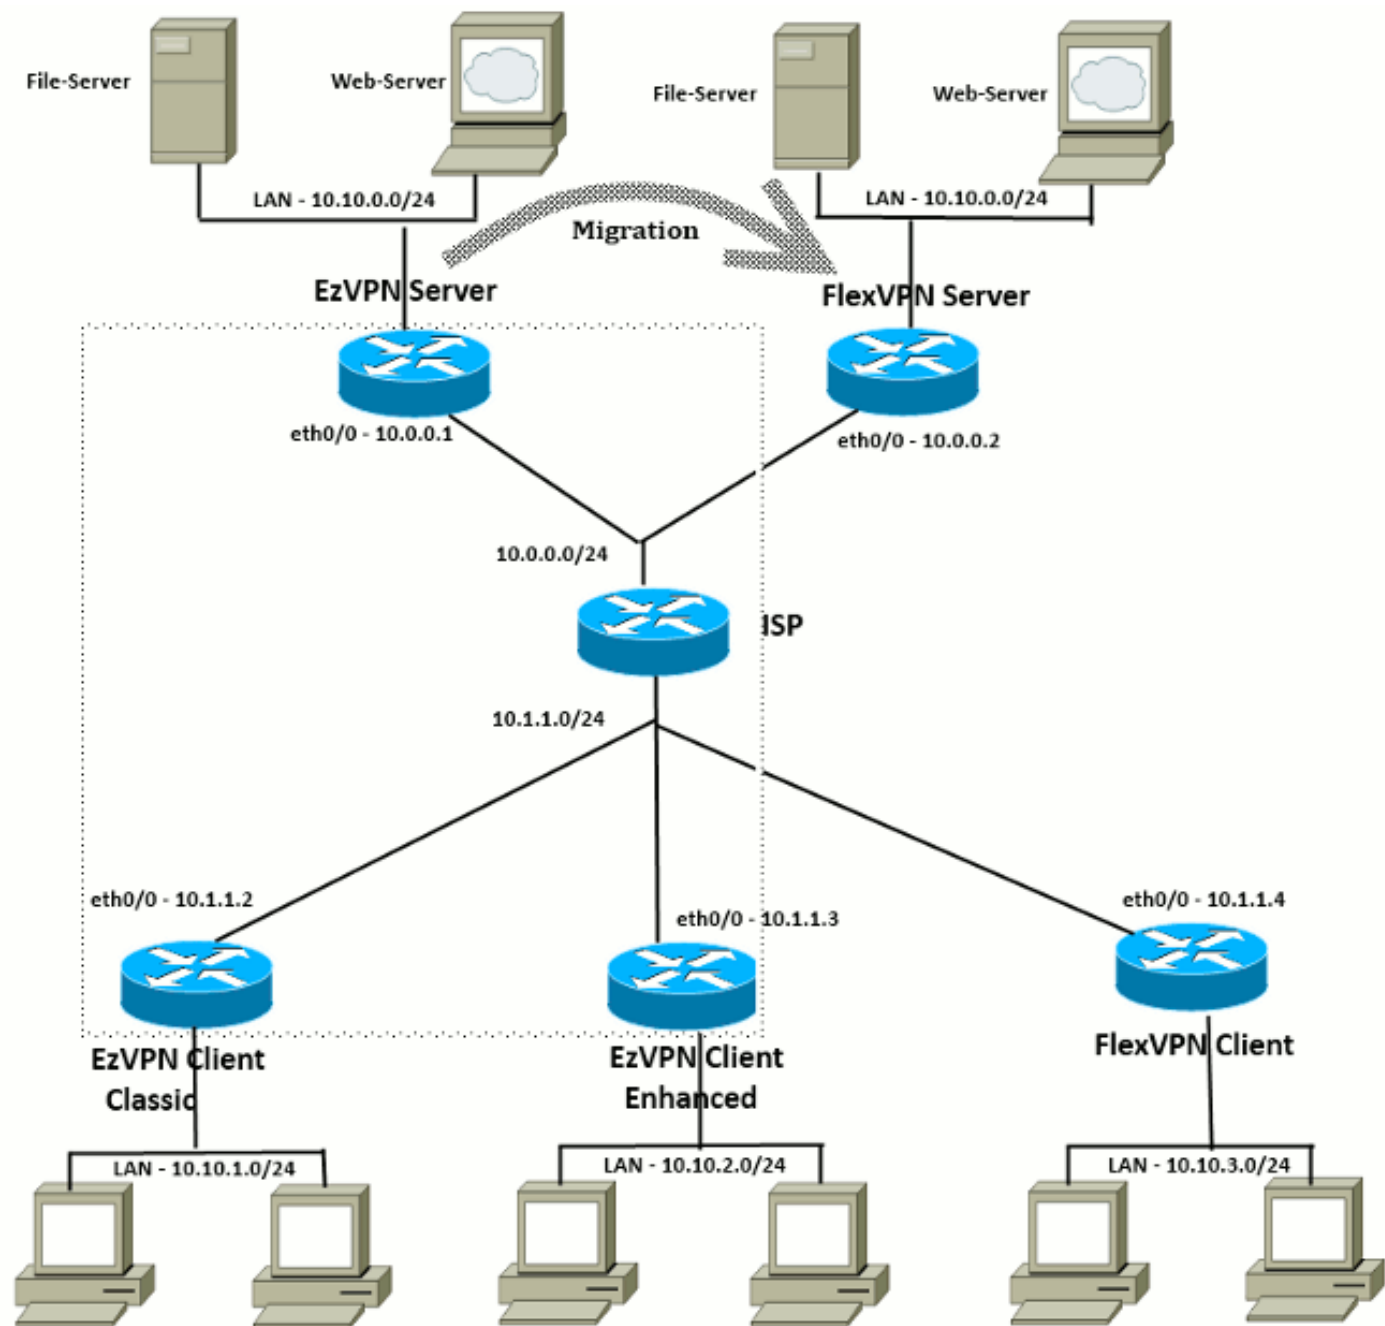 File-Server
Web-Server
File-Server
Web-Server
LAN - 10.10.0.0/24
LAN - 10.10.0.0/24
Migration
EzVPN Server
FlexVPN Server
eth0/0 - 10.0.0.1
eth0/0 - 10.0.0.2
10.0.0.0/24
ISP
10.1.1.0/24
eth0/0 - 10.1.1.2
eth0/0 - 10.1.1.3
eth0/0 - 10.1.1.4
EzVPN Client
Classic
EzVPN Client
Enhanced
FlexVPN Client
LAN - 10.10.1.0/24
LAN - 10.10.2.0/24
LAN - 10.10.3.0/24